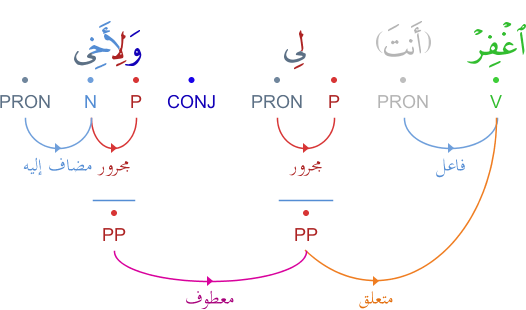 ٱغْفِرْ (أَنتَ) لِى وَلِأَخِى
V PRON P PRON CONJ P N PRON
فاعل مجرور مجرور مضاف إليه
PP PP
متعلق معطوف